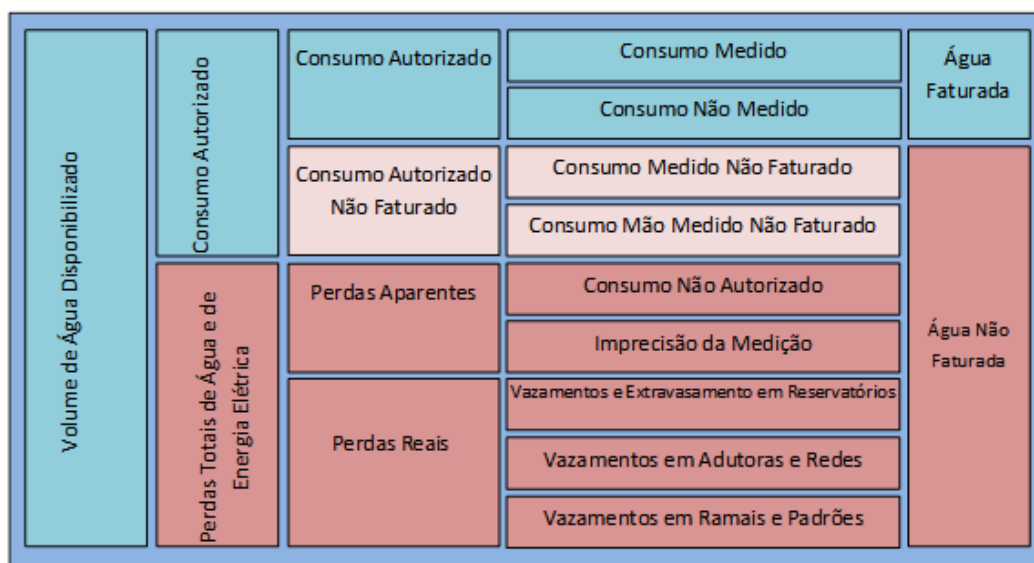 Volume de Água Disponibilizado
Consumo Autorizado
Perdas Totais de Água e de
Energia Elétrica
Consumo Autorizado
Consumo Autorizado
Não Faturado
Perdas Aparentes
Perdas Reais
Consumo Medido
Consumo Não Medido
Consumo Medido Não Faturado
Consumo Mão Medido Não Faturado
Consumo Não Autorizado
Imprecisão da Medição
Vazamentos e Extravasamento em Reservatórios
Vazamentos em Adutoras e Redes
Vazamentos em Ramais e Padrões
Água
Faturada
Água Não
Faturada